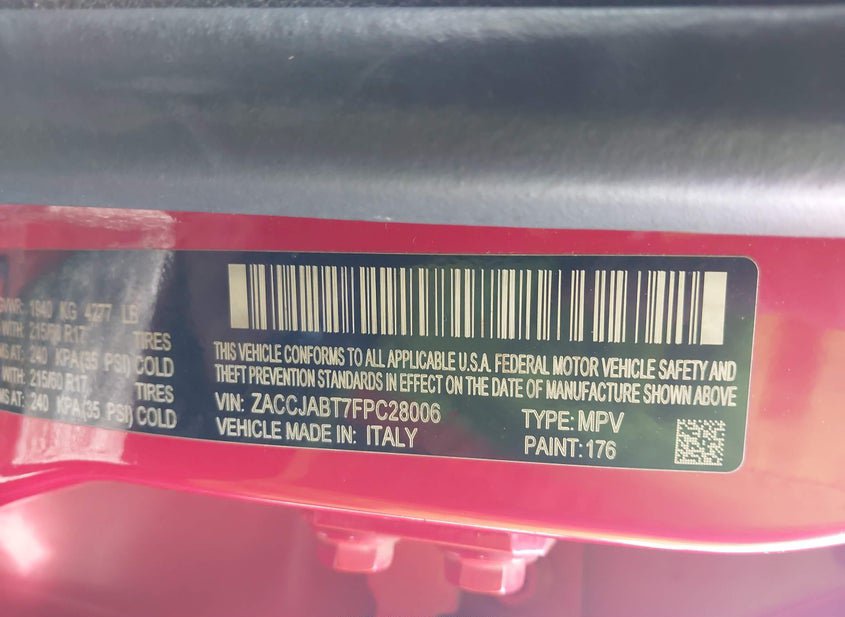 1940 KG 4277 LB
WITH: 215/60 R17 TIRES
240 KPA(35 PSI) COLD
WITH: 215/60 R17 TIRES
MS AT: 240 KPA(35 PSI) COLD
THIS VEHICLE CONFORMS TO ALL APPLICABLE U.S.A. FEDERAL MOTOR VEHICLE SAFETY AND
THEFT PREVENTION STANDARDS IN EFFECT ON THE DATE OF MANUFACTURE SHOWN ABOVE
VIN: ZACCJABT7FPC28006
TYPE: MPV
VEHICLE MADE IN: ITALY
PAINT: 176